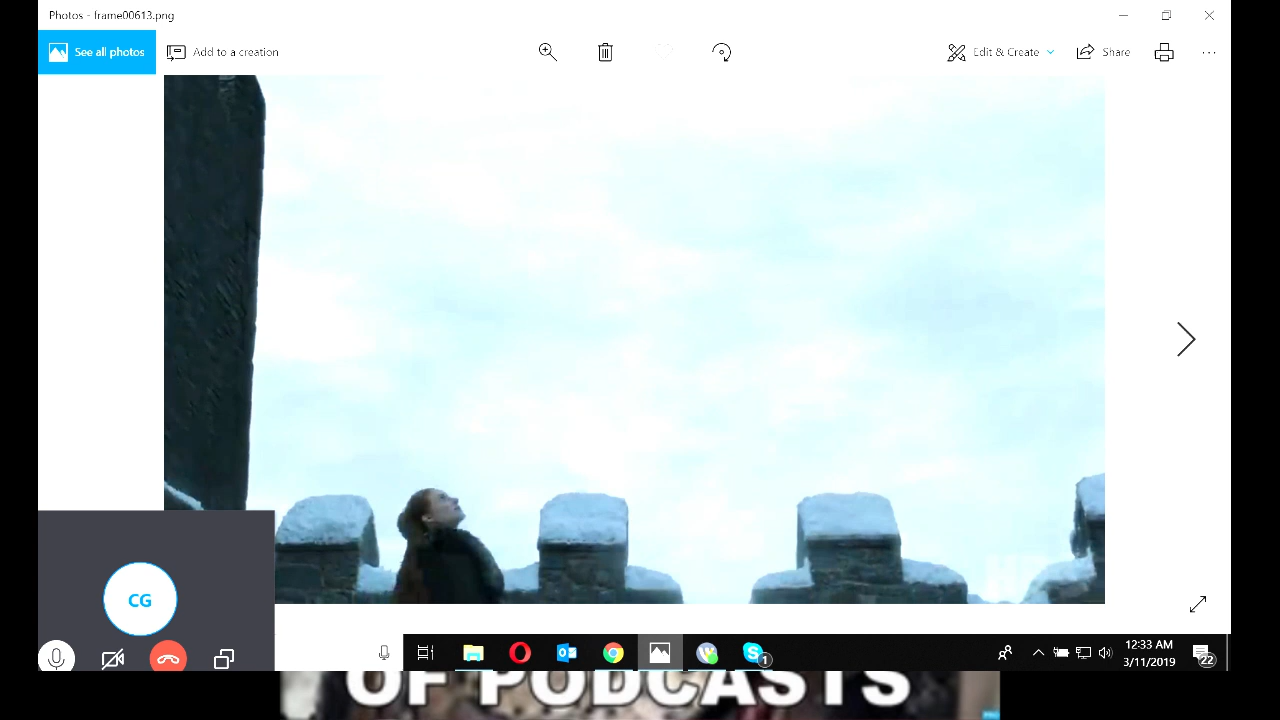 Photos - frame00613.png
See all photos
Add to a creation
Edit & Create
Share
CG
1
12:33 AM
3/11/2019
22
OF PODCASTS